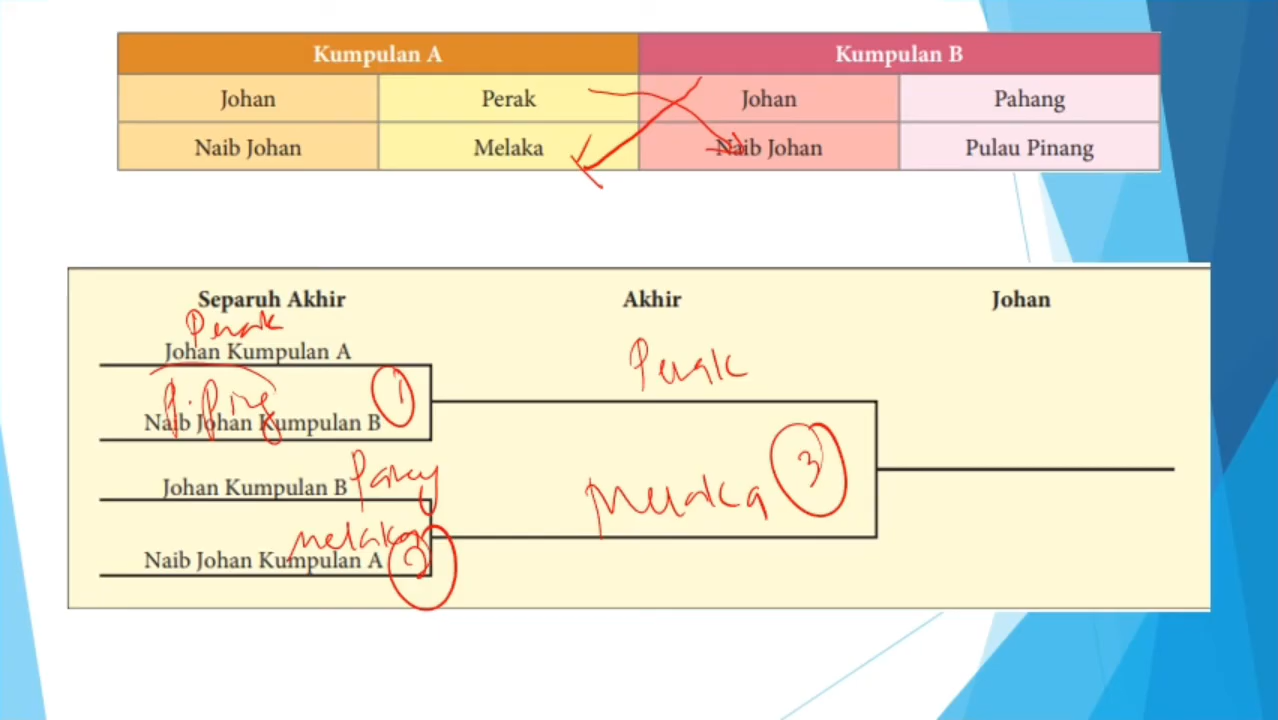 Kumpulan A Kumpulan B
Johan Perak Johan Pahang
Naib Johan Melaka Naib Johan Pulau Pinang
Separuh Akhir Akhir Johan
Perak
Johan Kumpulan A
Perak
P. Ping
1
Naib Johan Kumpulan B
Johan Kumpulan B
Melaka
3
melaka
Naib Johan Kumpulan A
2